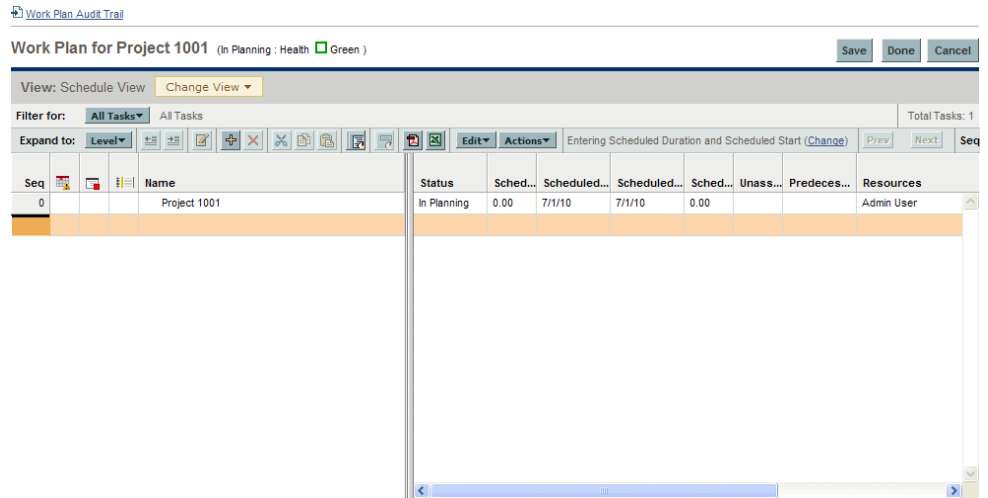 Work Plan Audit Trail
Work Plan for Project 1001 (In Planning : Health Green ) Save Done Cancel
View: Schedule View Change View
Filter for: All Tasks All Tasks Total Tasks: 1
Expand to: Level Edit Actions Entering Scheduled Duration and Scheduled Start (Change) Prev Next Seq
Seq Name Status Sched... Scheduled... Scheduled... Sched... Unass... Predeces... Resources
0 Project 1001 In Planning 0.00 7/1/10 7/1/10 0.00 Admin User